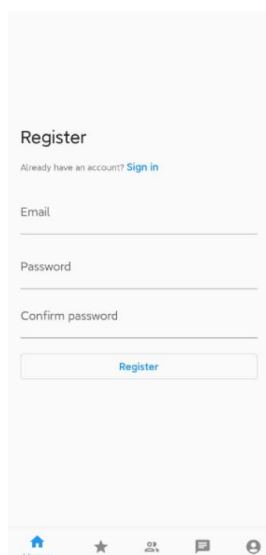 Register
Already have an account? Sign in
Email
Password
Confirm password
Register